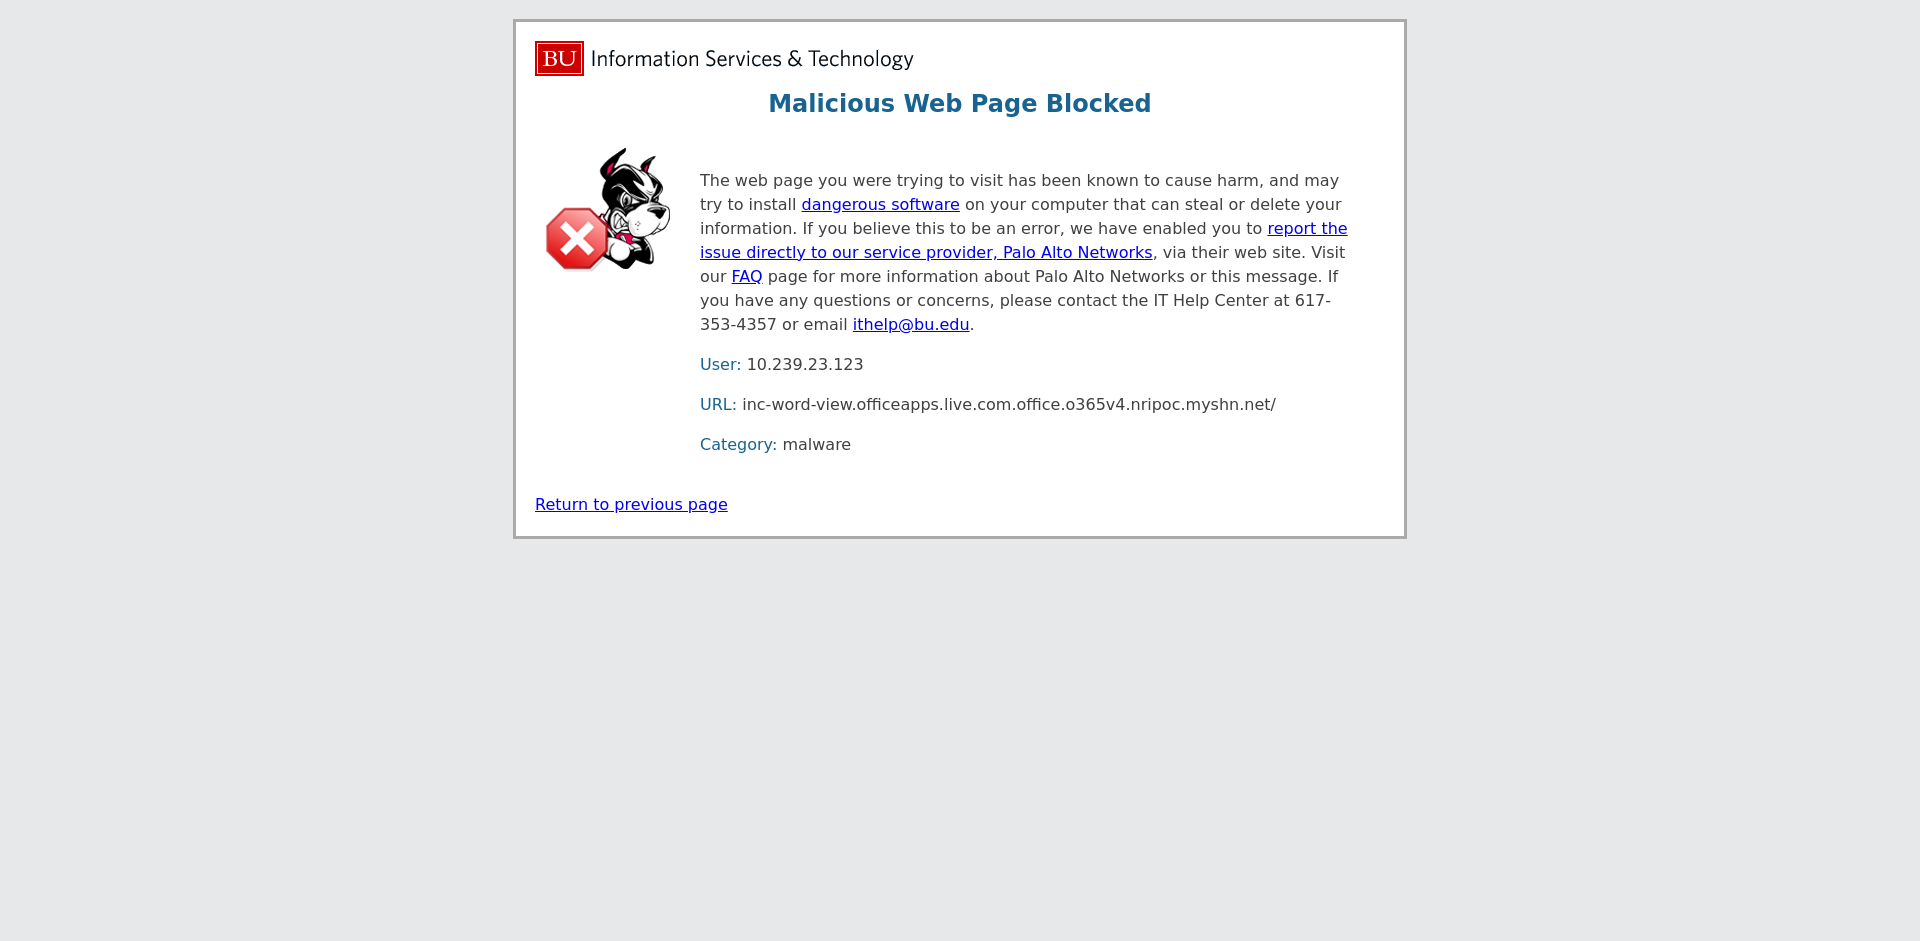 BU Information Services & Technology
Malicious Web Page Blocked
The web page you were trying to visit has been known to cause harm, and may
try to install dangerous software on your computer that can steal or delete your
information. If you believe this to be an error, we have enabled you to report the
issue directly to our service provider, Palo Alto Networks, via their web site. Visit
our FAQ page for more information about Palo Alto Networks or this message. If
you have any questions or concerns, please contact the IT Help Center at 617-
353-4357 or email ithelp@bu.edu.
User: 10.239.23.123
URL: inc-word-view.officeapps.live.com.office.o365v4.nripoc.myshn.net/
Category: malware
Return to previous page